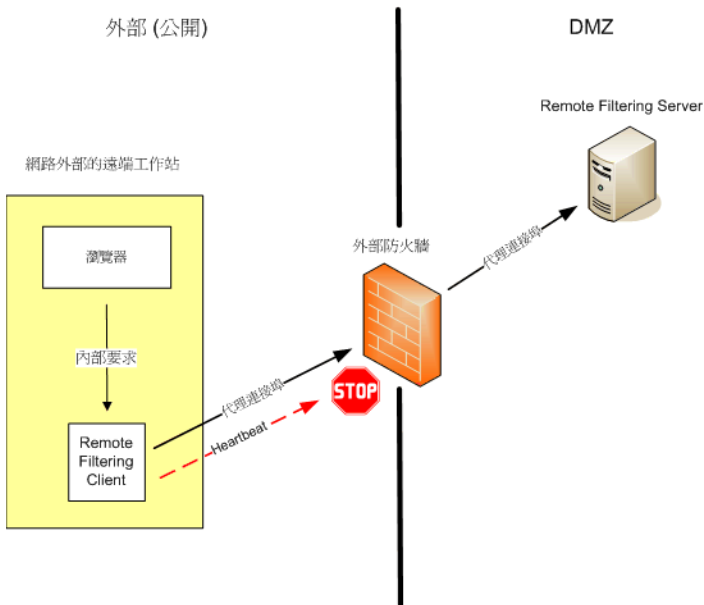 外部 (公開)
DMZ
Remote Filtering Server
網路外部的遠端工作站
瀏覽器
外部防火牆
代理連接埠
內部要求
STOP
代理連接埠
Heartbeat
Remote
Filtering
Client